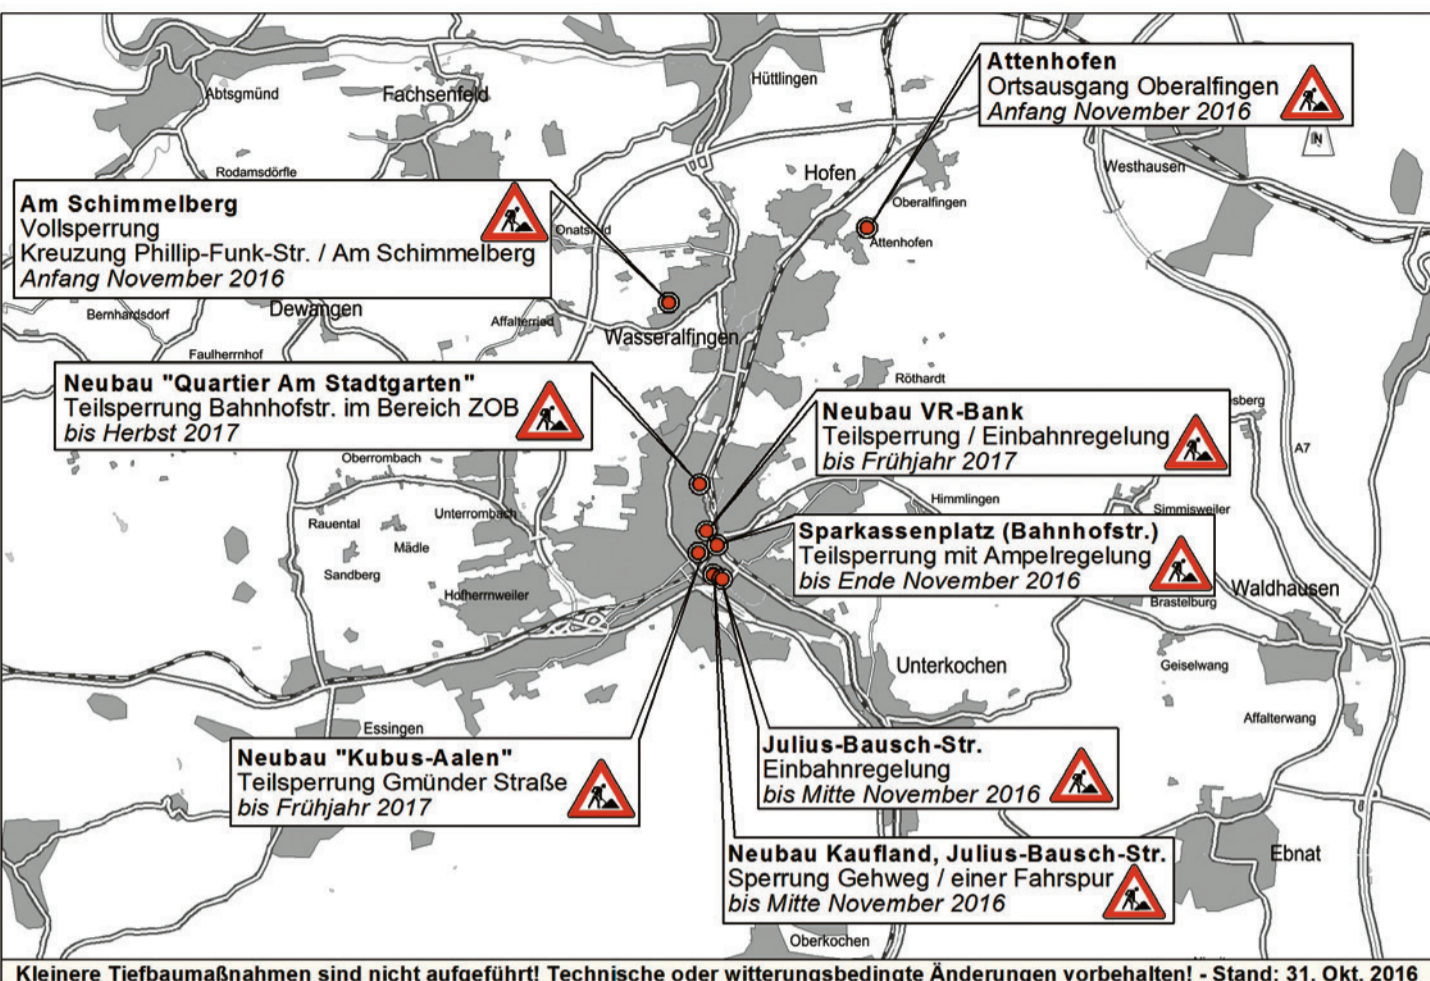 Abtsgmünd
Fachsenfeld
Hüttlingen
Attenhofen
Ortsausgang Oberalfingen
Anfang November 2016
N
Westhausen
Rodamsdörfle
Hofen
Oberalfingen
Attenhofen
Am Schimmelberg
Vollsperrung
Kreuzung Phillip-Funk-Str. / Am Schimmelberg
Anfang November 2016
Bernhardsdorf
Dewangen
Affalterried
Wasseralfingen
Faulherrnhof
Neubau "Quartier Am Stadtgarten"
Teilsperrung Bahnhofstr. im Bereich ZOB
bis Herbst 2017
Röthardt
Neubau VR-Bank
Teilsperrung / Einbahnregelung
bis Frühjahr 2017
A7
Oberrombach
Unterrombach
Rauental
Mädle
Sandberg
Hofherrnweiler
Himmlingen
Simmisweiler
Sparkassenplatz (Bahnhofstr.)
Teilsperrung mit Ampelregelung
bis Ende November 2016
Waldhausen
Brastelburg
Unterkochen
Geiselwang
Affalterwang
Essingen
Neubau "Kubus-Aalen"
Teilsperrung Gmünder Straße
bis Frühjahr 2017
Julius-Bausch-Str.
Einbahnregelung
bis Mitte November 2016
Neubau Kaufland, Julius-Bausch-Str.
Sperrung Gehweg / einer Fahrspur
bis Mitte November 2016
Ebnat
Oberkochen
Kleinere Tiefbaumaßnahmen sind nicht aufgeführt! Technische oder witterungsbedingte Änderungen vorbehalten! - Stand: 31. Okt. 2016